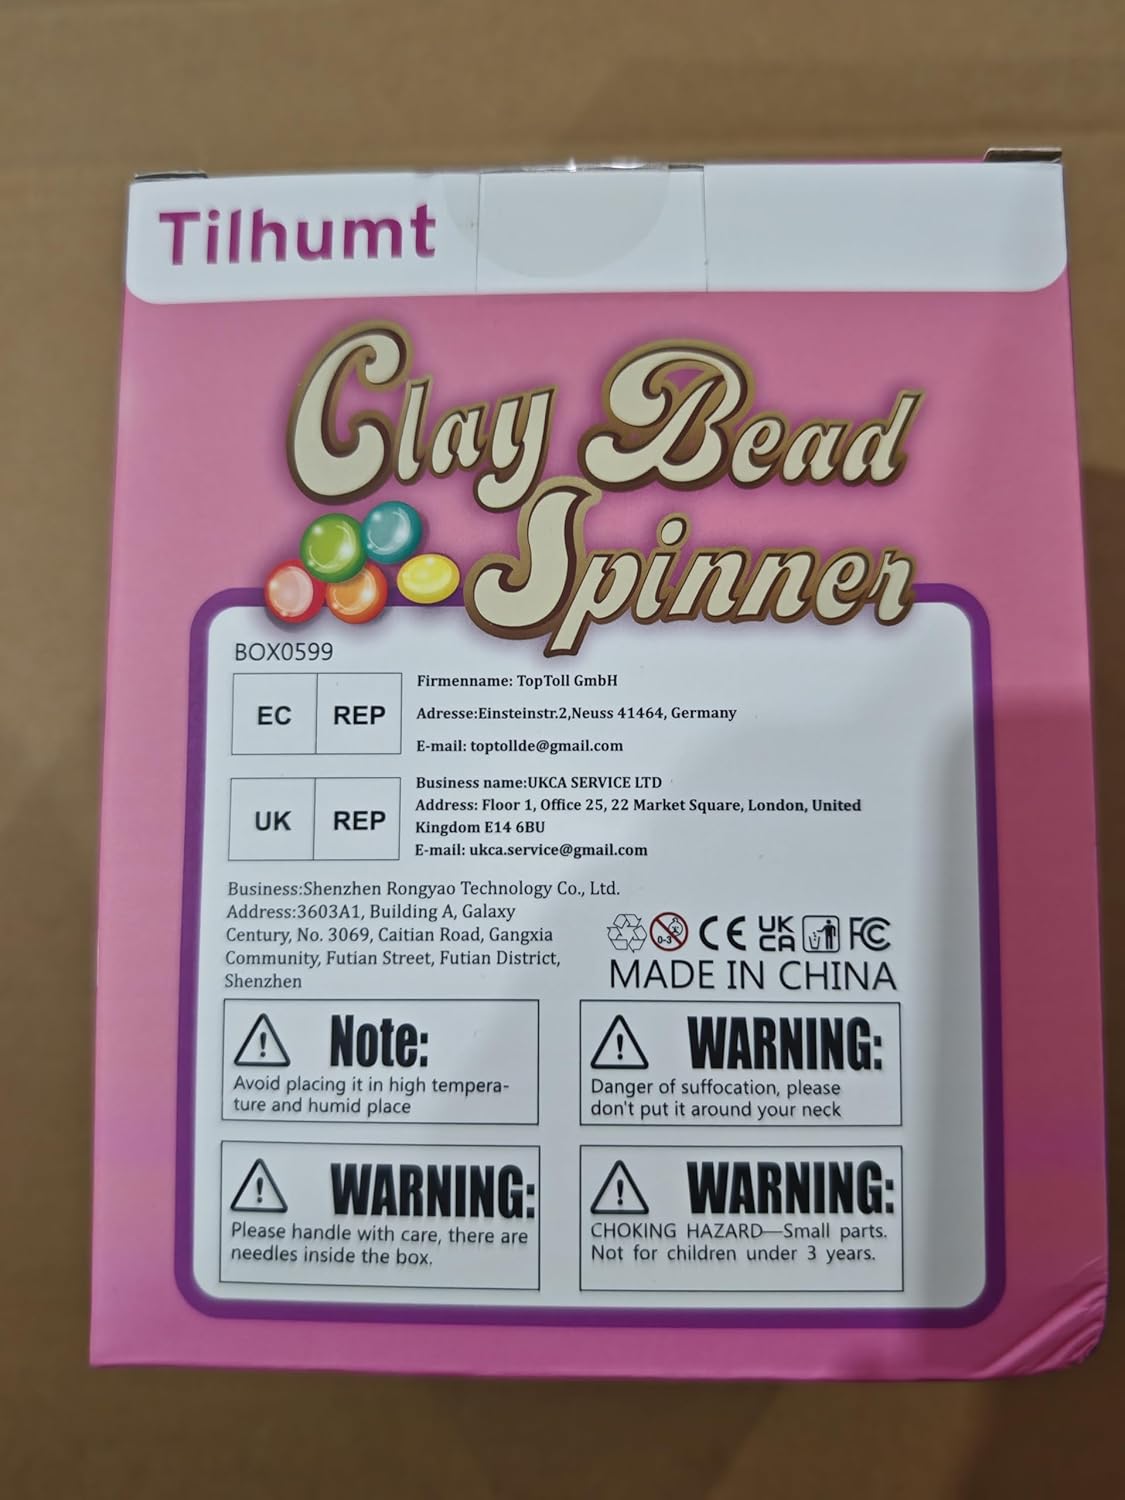 Tilhumt
Clay Bead
Spinner
BOX0599
EC REP
Firmenname: TopToll GmbH
Adresse:Einsteinstr.2,Neuss 41464, Germany
E-mail: toptollde@gmail.com
UK REP
Business name:UKCA SERVICE LTD
Address: Floor 1, Office 25, 22 Market Square, London, United
Kingdom E14 6BU
E-mail: ukca.service@gmail.com
Business:Shenzhen Rongyao Technology Co., Ltd.
Address:3603A1, Building A, Galaxy
Century, No. 3069, Caitian Road, Gangxia
Community, Futian Street, Futian District,
Shenzhen
0-3 CE UK CA FC
MADE IN CHINA
Note:
Avoid placing it in high tempera-
ture and humid place
WARNING:
Danger of suffocation, please
don't put it around your neck
WARNING:
Please handle with care, there are
needles inside the box.
WARNING:
CHOKING HAZARD—Small parts.
Not for children under 3 years.